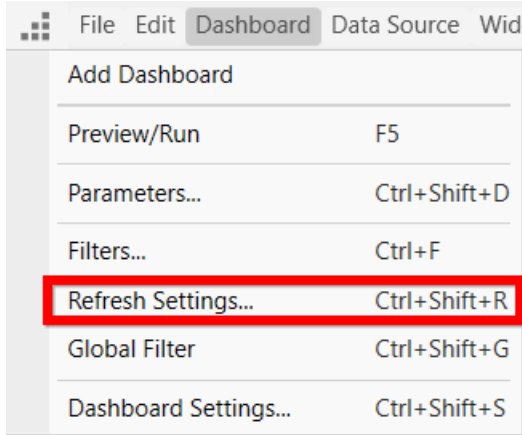 File Edit Dashboard Data Source Wid
Add Dashboard
Preview/Run F5
Parameters... Ctrl+Shift+D
Filters... Ctrl+F
Refresh Settings... Ctrl+Shift+R
Global Filter Ctrl+Shift+G
Dashboard Settings... Ctrl+Shift+S